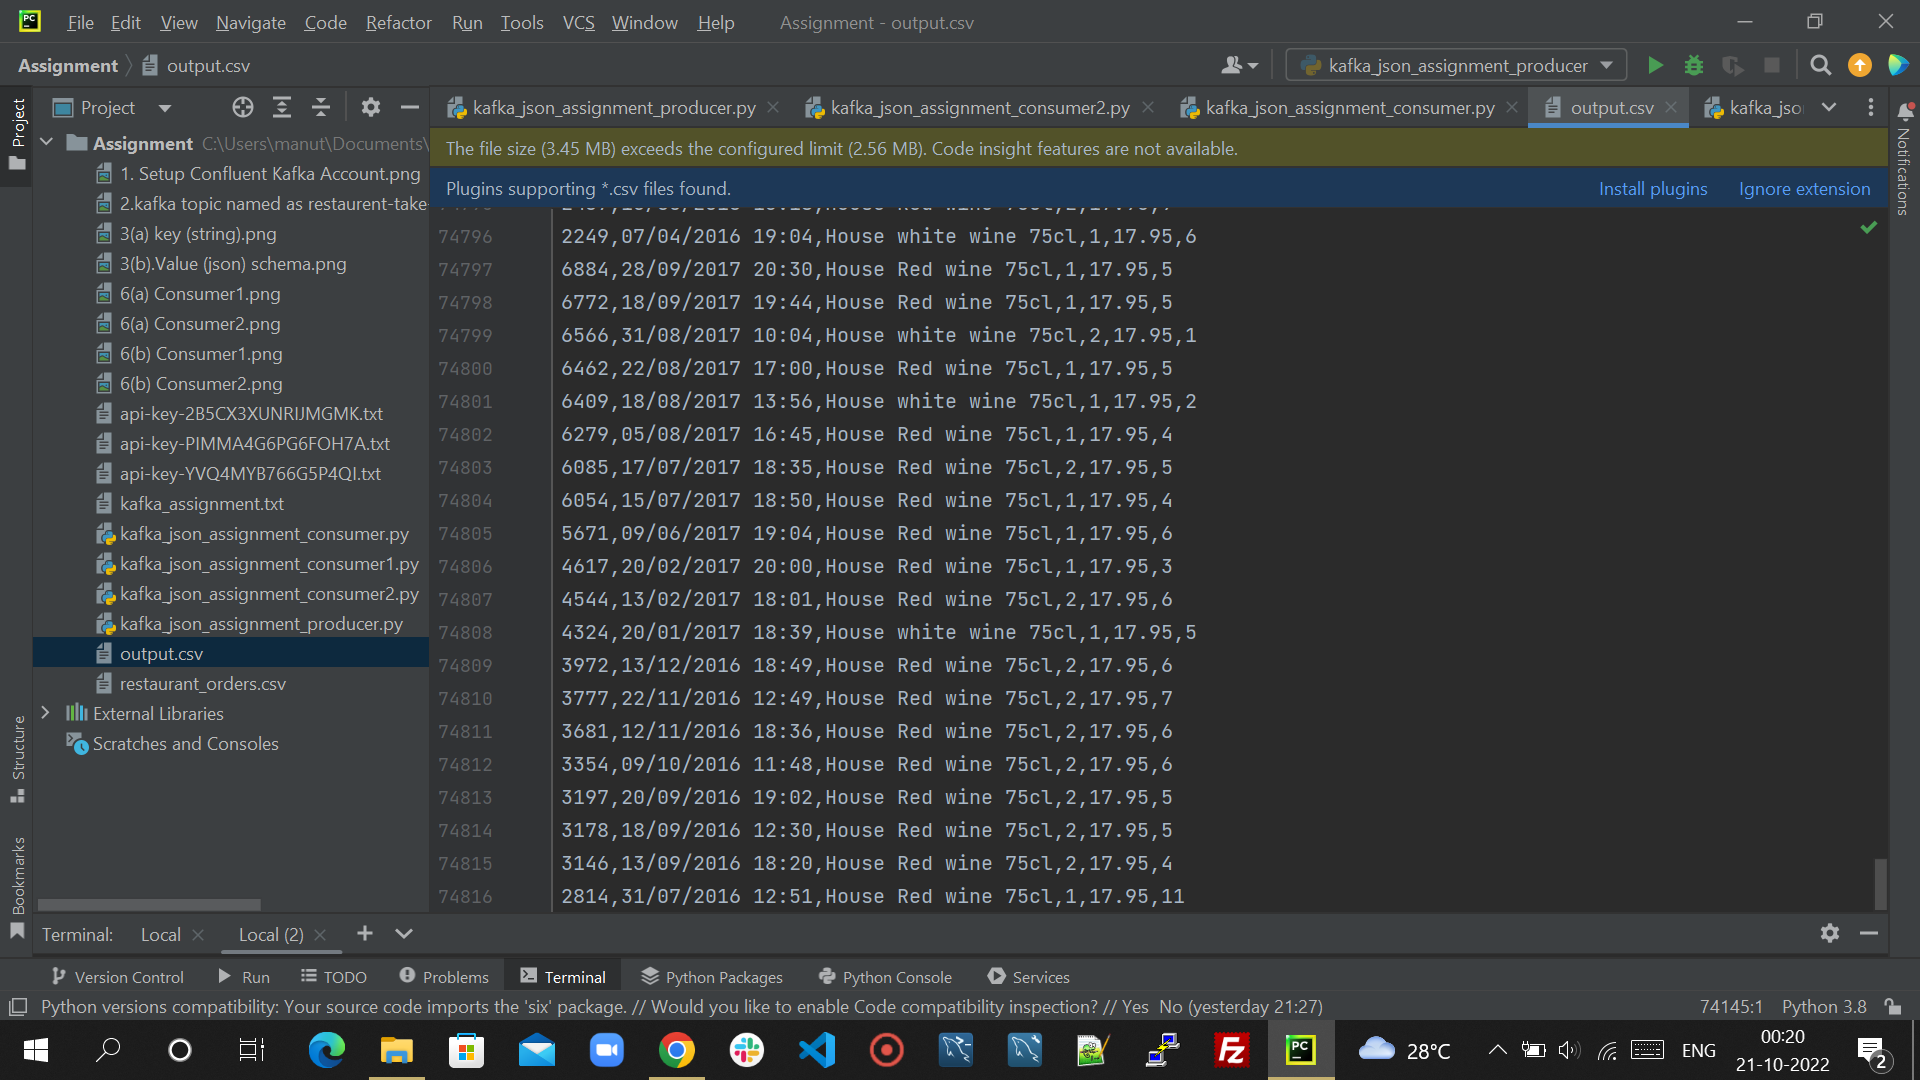 File Edit View Navigate Code Refactor Run Tools VCS Window Help Assignment - output.csv
Assignment output.csv kafka_json_assignment_producer
Project kafka_json_assignment_producer.py kafka_json_assignment_consumer2.py kafka_json_assignment_consumer.py output.csv kafka_jso
Project
Notifications
Structure
Bookmarks
Assignment C:\Users\manut\Documents\
1. Setup Confluent Kafka Account.png
2.kafka topic named as restaurent-take-
3(a) key (string).png
3(b).Value (json) schema.png
6(a) Consumer1.png
6(a) Consumer2.png
6(b) Consumer1.png
6(b) Consumer2.png
api-key-2B5CX3XUNRIJMGMK.txt
api-key-PIMMA4G6PG6FOH7A.txt
api-key-YVQ4MYB766G5P4QI.txt
kafka_assignment.txt
kafka_json_assignment_consumer.py
kafka_json_assignment_consumer1.py
kafka_json_assignment_consumer2.py
kafka_json_assignment_producer.py
output.csv
restaurant_orders.csv
External Libraries
Scratches and Consoles
The file size (3.45 MB) exceeds the configured limit (2.56 MB). Code insight features are not available.
Plugins supporting *.csv files found. Install plugins Ignore extension
74796 2249,07/04/2016 19:04,House white wine 75cl,1,17.95,6
74797 6884,28/09/2017 20:30,House Red wine 75cl,1,17.95,5
74798 6772,18/09/2017 19:44,House Red wine 75cl,1,17.95,5
74799 6566,31/08/2017 10:04,House white wine 75cl,2,17.95,1
74800 6462,22/08/2017 17:00,House Red wine 75cl,1,17.95,5
74801 6409,18/08/2017 13:56,House white wine 75cl,1,17.95,2
74802 6279,05/08/2017 16:45,House Red wine 75cl,1,17.95,4
74803 6085,17/07/2017 18:35,House Red wine 75cl,2,17.95,5
74804 6054,15/07/2017 18:50,House Red wine 75cl,1,17.95,4
74805 5671,09/06/2017 19:04,House Red wine 75cl,1,17.95,6
74806 4617,20/02/2017 20:00,House Red wine 75cl,1,17.95,3
74807 4544,13/02/2017 18:01,House Red wine 75cl,2,17.95,6
74808 4324,20/01/2017 18:39,House white wine 75cl,1,17.95,5
74809 3972,13/12/2016 18:49,House Red wine 75cl,2,17.95,6
74810 3777,22/11/2016 12:49,House Red wine 75cl,2,17.95,7
74811 3681,12/11/2016 18:36,House Red wine 75cl,2,17.95,6
74812 3354,09/10/2016 11:48,House Red wine 75cl,2,17.95,6
74813 3197,20/09/2016 19:02,House Red wine 75cl,2,17.95,5
74814 3178,18/09/2016 12:30,House Red wine 75cl,2,17.95,5
74815 3146,13/09/2016 18:20,House Red wine 75cl,2,17.95,4
74816 2814,31/07/2016 12:51,House Red wine 75cl,1,17.95,11
Terminal: Local Local (2)
Version Control Run TODO Problems Terminal Python Packages Python Console Services
Python versions compatibility: Your source code imports the 'six' package. // Would you like to enable Code compatibility inspection? // Yes No (yesterday 21:27) 74145:1 Python 3.8
28°C ENG 00:20
21-10-2022 2